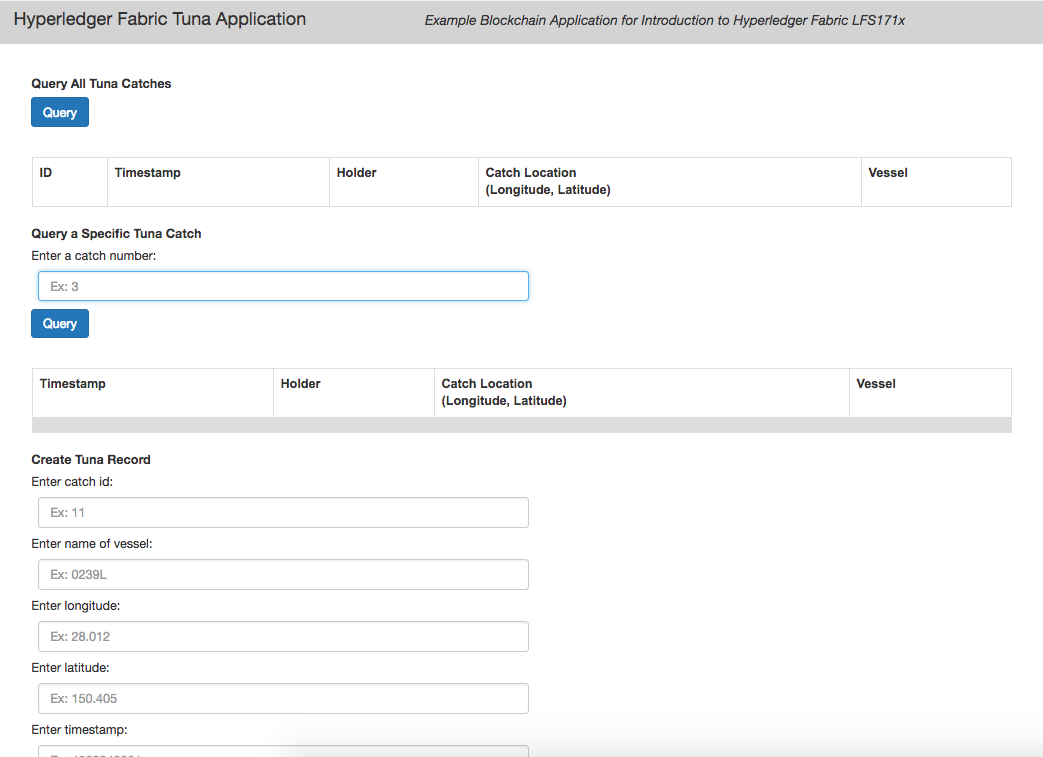 Hyperledger Fabric Tuna Application
Example Blockchain Application for Introduction to Hyperledger Fabric LFS171x
Query All Tuna Catches
Query
ID Timestamp Holder Catch Location Vessel
(Longitude, Latitude)
Query a Specific Tuna Catch
Enter a catch number:
Ex: 3
Query
Timestamp Holder Catch Location Vessel
(Longitude, Latitude)
Create Tuna Record
Enter catch id:
Ex: 11
Enter name of vessel:
Ex: 0239L
Enter longitude:
Ex: 28.012
Enter latitude:
Ex: 150.405
Enter timestamp: